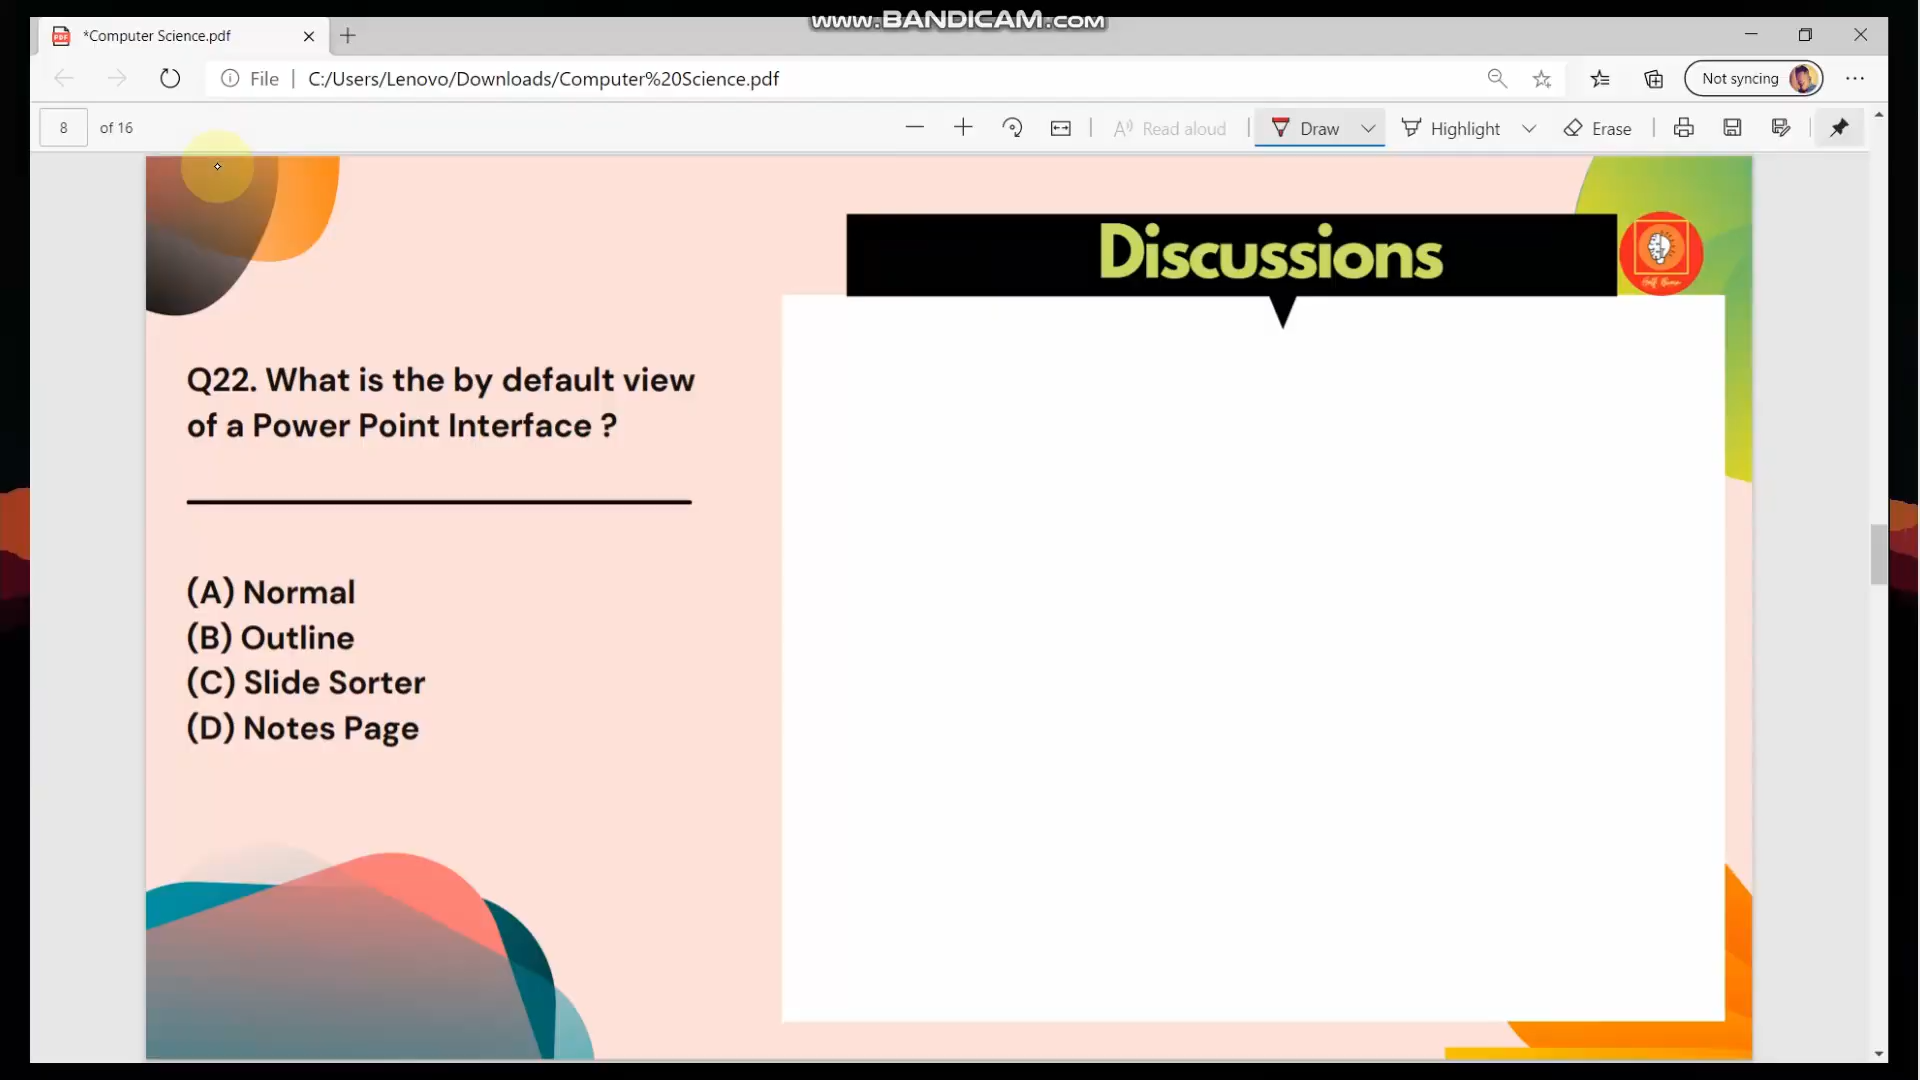 www.BANDICAM.com
*Computer Science.pdf
File
C:/Users/Lenovo/Downloads/Computer%20Science.pdf
Not syncing
8 of 16
Read aloud
Draw
Highlight
Erase
Discussions
Q22. What is the by default view
of a Power Point Interface ?
(A) Normal
(B) Outline
(C) Slide Sorter
(D) Notes Page